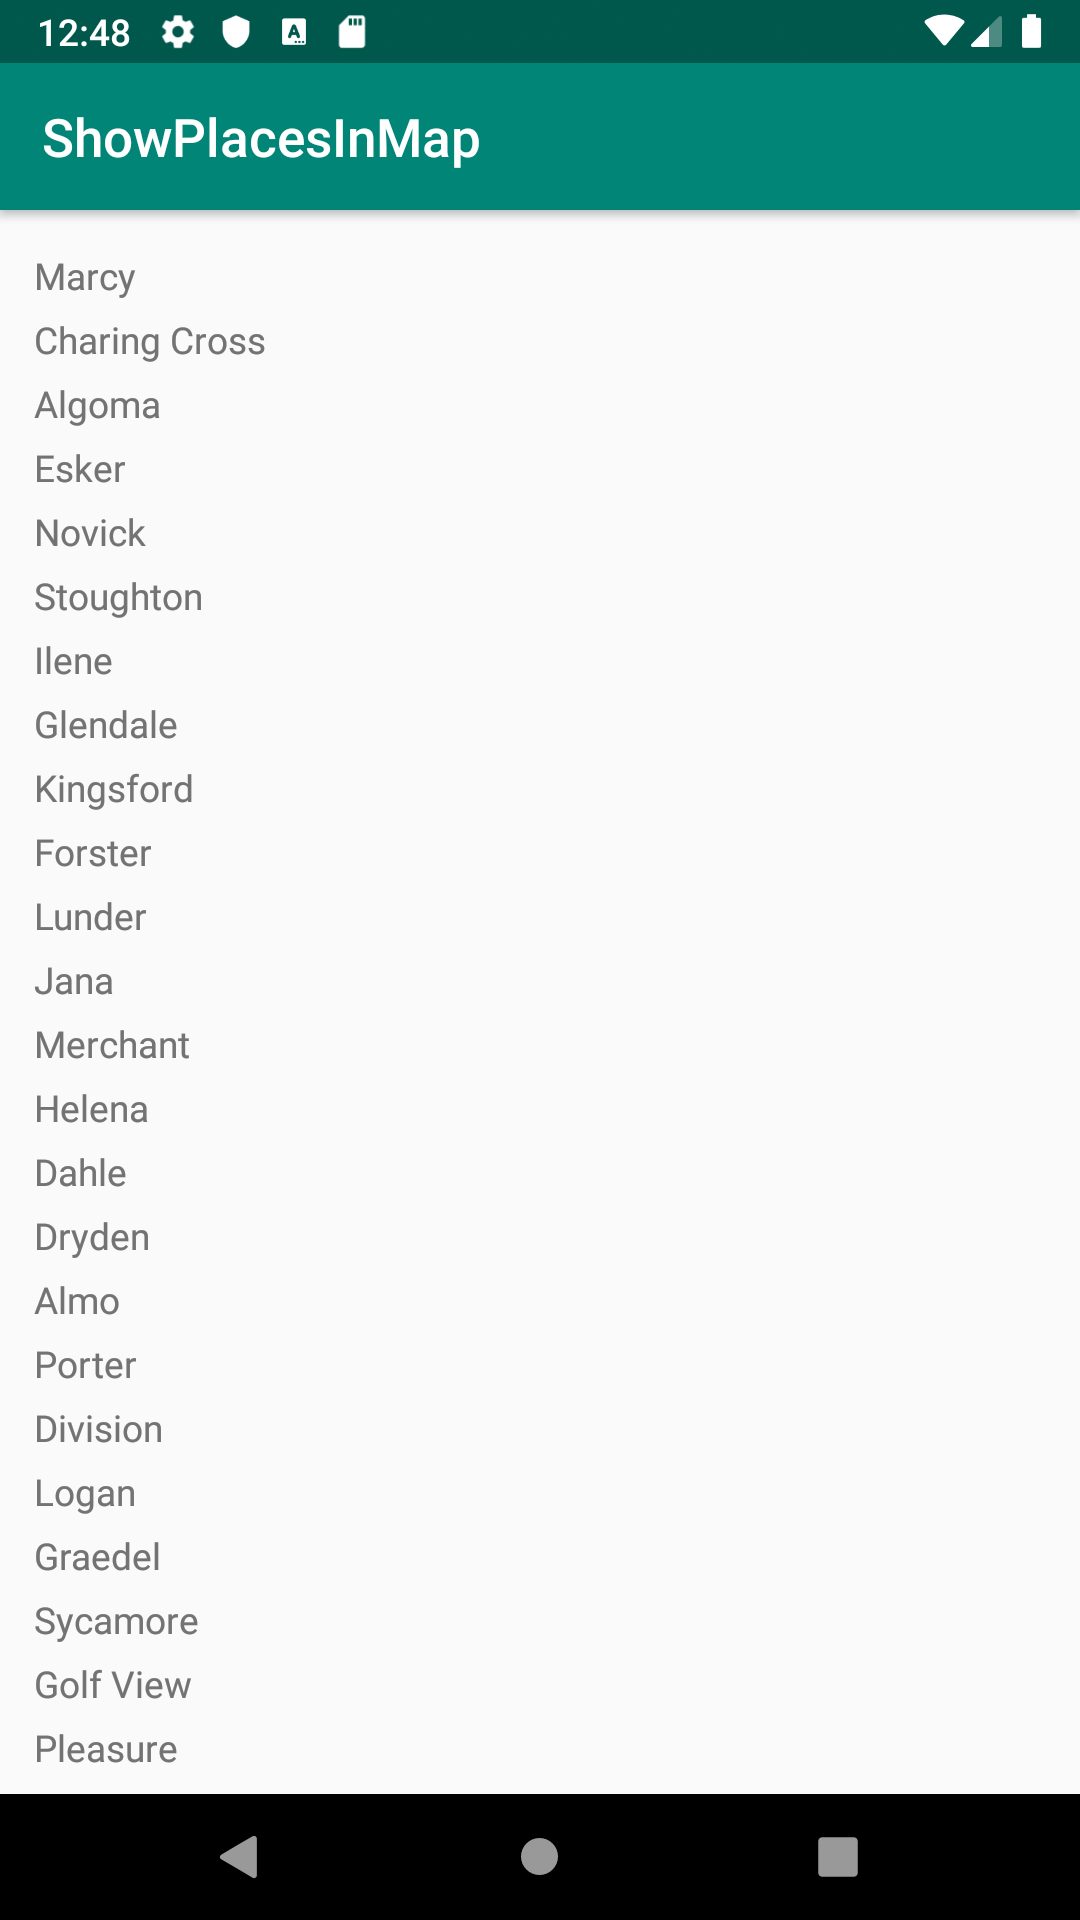 12:48
ShowPlacesInMap
Marcy
Charing Cross
Algoma
Esker
Novick
Stoughton
Ilene
Glendale
Kingsford
Forster
Lunder
Jana
Merchant
Helena
Dahle
Dryden
Almo
Porter
Division
Logan
Graedel
Sycamore
Golf View
Pleasure